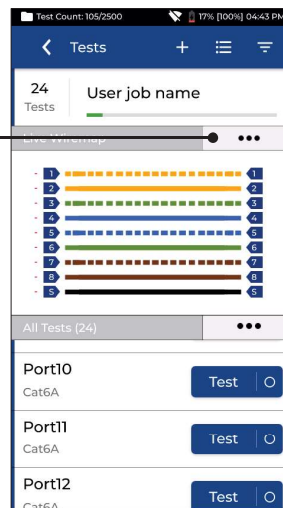 Test Count: 105/2500 17% [100%] 04:43 PM
Tests
24 Tests
User job name
Live Wiremap
- 1 1
- 2 2
- 3 3
- 4 4
- 5 5
- 6 6
- 7 7
- 8 8
- S S
All Tests (24)
Port10
Cat6A
Test
Port11
Cat6A
Test
Port12
Cat6A
Test